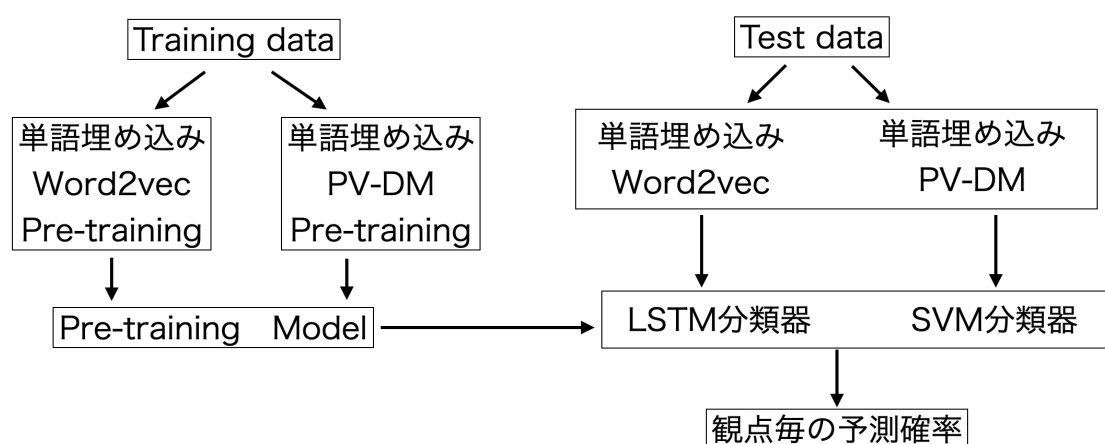 Training data
単語埋め込み
Word2vec
Pre-training
単語埋め込み
PV-DM
Pre-training
Pre-training Model
Test data
単語埋め込み
Word2vec
単語埋め込み
PV-DM
LSTM分類器
SVM分類器
観点毎の予測確率